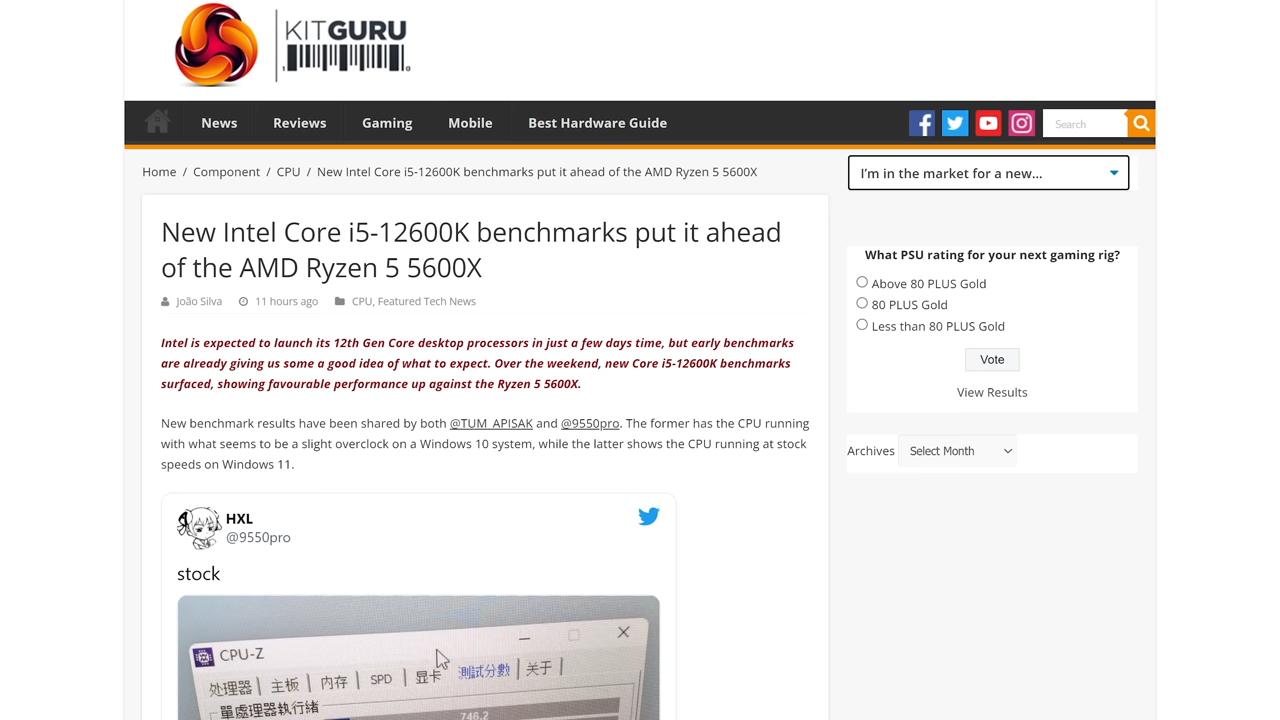 KITGURU
News
Reviews
Gaming
Mobile
Best Hardware Guide
Search
Home / Component / CPU / New Intel Core i5-12600K benchmarks put it ahead of the AMD Ryzen 5 5600X
I'm in the market for a new...
New Intel Core i5-12600K benchmarks put it ahead
of the AMD Ryzen 5 5600X
João Silva 11 hours ago CPU, Featured Tech News
Intel is expected to launch its 12th Gen Core desktop processors in just a few days time, but early benchmarks
are already giving us some a good idea of what to expect. Over the weekend, new Core i5-12600K benchmarks
surfaced, showing favourable performance up against the Ryzen 5 5600X.
New benchmark results have been shared by both @TUM_APISAK and @9550pro. The former has the CPU running
with what seems to be a slight overclock on a Windows 10 system, while the latter shows the CPU running at stock
speeds on Windows 11.
HXL
@9550pro
stock
CPU-Z
处理器 | 主板 | 内存 | SPD | 显卡 測試分數 | 关于 |
單處理器執行緒
746.2
What PSU rating for your next gaming rig?
Above 80 PLUS Gold
80 PLUS Gold
Less than 80 PLUS Gold
Vote
View Results
Archives Select Month